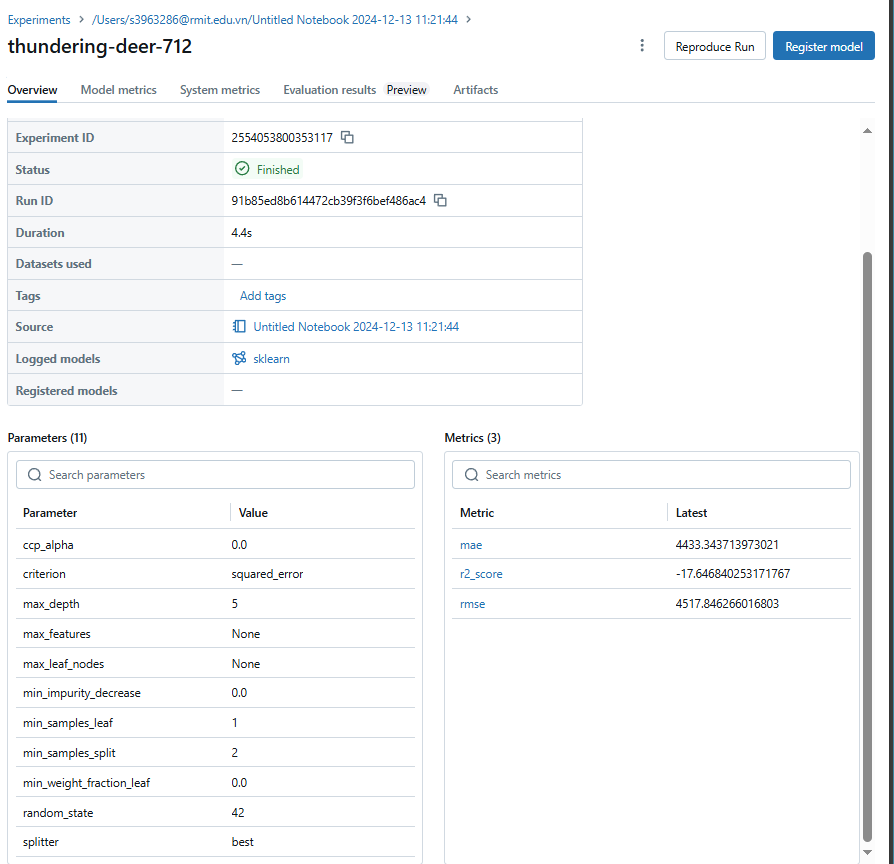 Experiments > /Users/s3963286@rmit.edu.vn/Untitled Notebook 2024-12-13 11:21:44 >
thundering-deer-712
Reproduce Run
Register model
Overview Model metrics System metrics Evaluation results Preview Artifacts
Experiment ID 2554053800353117
Status Finished
Run ID 91b85ed8b614472cb39f3f6bef486ac4
Duration 4.4s
Datasets used —
Tags Add tags
Source Untitled Notebook 2024-12-13 11:21:44
Logged models sklearn
Registered models —
Parameters (11)
Search parameters
Parameter Value
ccp_alpha 0.0
criterion squared_error
max_depth 5
max_features None
max_leaf_nodes None
min_impurity_decrease 0.0
min_samples_leaf 1
min_samples_split 2
min_weight_fraction_leaf 0.0
random_state 42
splitter best
Metrics (3)
Search metrics
Metric Latest
mae 4433.343713973021
r2_score -17.646840253171767
rmse 4517.846266016803